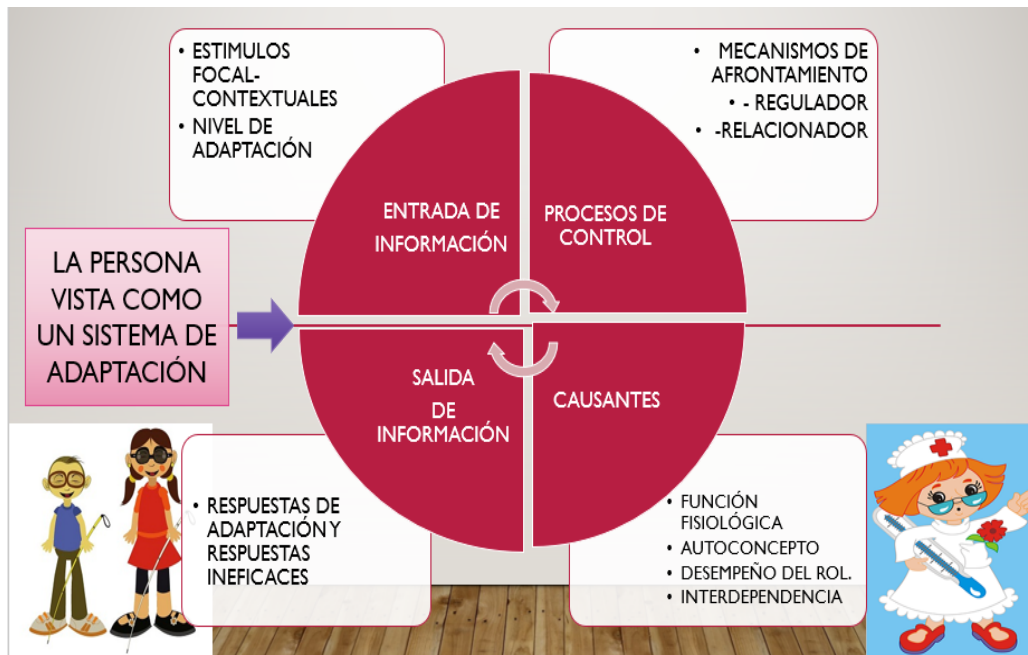 • ESTIMULOS
FOCAL-
CONTEXTUALES
• NIVEL DE
ADAPTACIÓN
• MECANISMOS DE
AFRONTAMIENTO
• - REGULADOR
• -RELACIONADOR
ENTRADA DE
INFORMACIÓN
PROCESOS DE
CONTROL
LA PERSONA
VISTA COMO
UN SISTEMA DE
ADAPTACIÓN
SALIDA
DE
INFORMACIÓN
CAUSANTES
• RESPUESTAS DE
ADAPTACIÓN Y
RESPUESTAS
INEFICACES
• FUNCIÓN
FISIOLÓGICA
• AUTOCONCEPTO
• DESEMPEÑO DEL ROL.
• INTERDEPENDENCIA